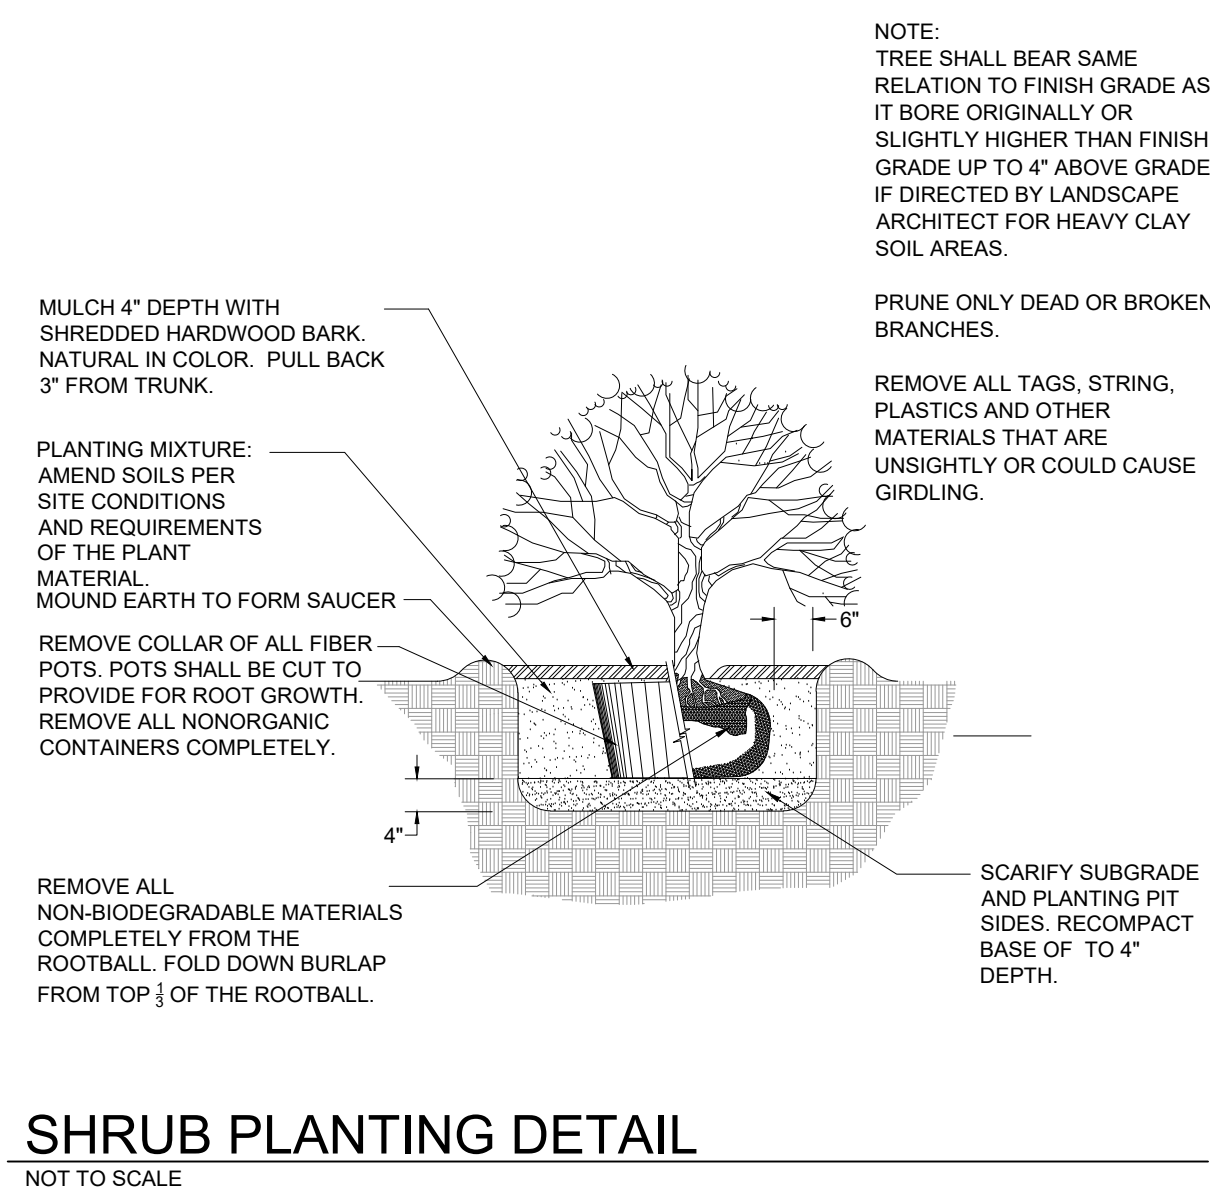 NOTE:
TREE SHALL BEAR SAME
RELATION TO FINISH GRADE AS
IT BORE ORIGINALLY OR
SLIGHTLY HIGHER THAN FINISH
GRADE UP TO 4" ABOVE GRADE
IF DIRECTED BY LANDSCAPE
ARCHITECT FOR HEAVY CLAY
SOIL AREAS.
PRUNE ONLY DEAD OR BROKEN
BRANCHES.
REMOVE ALL TAGS, STRING,
PLASTICS AND OTHER
MATERIALS THAT ARE
UNSIGHTLY OR COULD CAUSE
GIRDLING.
MULCH 4" DEPTH WITH
SHREDDED HARDWOOD BARK.
NATURAL IN COLOR. PULL BACK
3" FROM TRUNK.
PLANTING MIXTURE:
AMEND SOILS PER
SITE CONDITIONS
AND REQUIREMENTS
OF THE PLANT
MATERIAL.
MOUND EARTH TO FORM SAUCER
REMOVE COLLAR OF ALL FIBER
POTS. POTS SHALL BE CUT TO
PROVIDE FOR ROOT GROWTH.
REMOVE ALL NONORGANIC
CONTAINERS COMPLETELY.
6"
4"
REMOVE ALL
NON-BIODEGRADABLE MATERIALS
COMPLETELY FROM THE
ROOTBALL. FOLD DOWN BURLAP
FROM TOP 1/3 OF THE ROOTBALL.
SCARIFY SUBGRADE
AND PLANTING PIT
SIDES. RECOMPACT
BASE OF TO 4"
DEPTH.
SHRUB PLANTING DETAIL
NOT TO SCALE